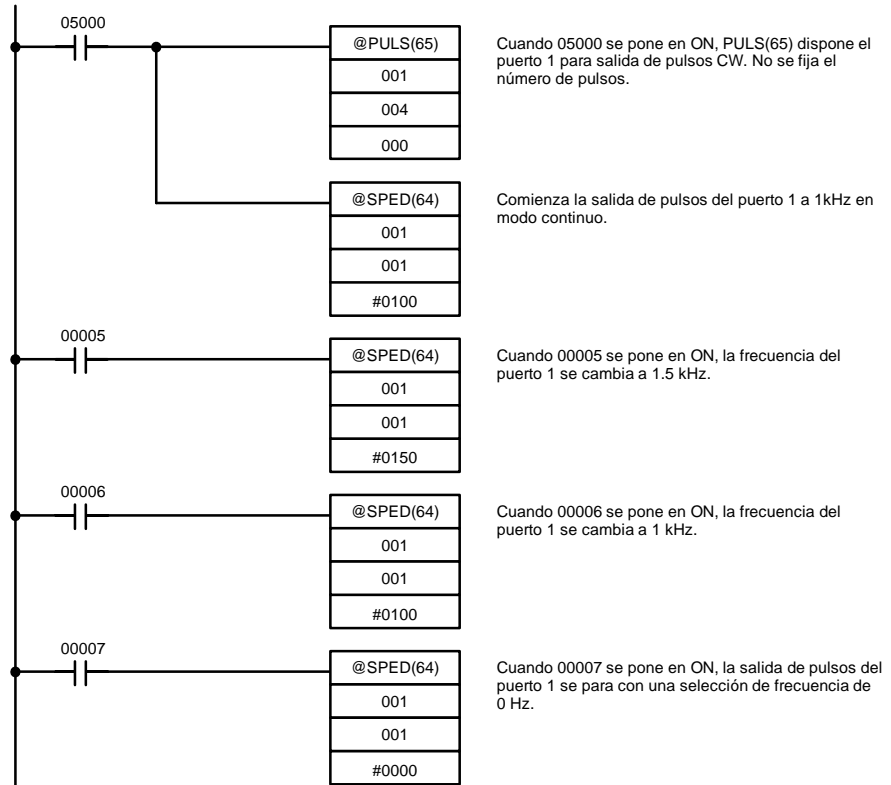 05000
@PULS(65)
001
004
000
Cuando 05000 se pone en ON, PULS(65) dispone el
puerto 1 para salida de pulsos CW. No se fija el
número de pulsos.
@SPED(64)
001
001
#0100
Comienza la salida de pulsos del puerto 1 a 1kHz en
modo continuo.
00005
@SPED(64)
001
001
#0150
Cuando 00005 se pone en ON, la frecuencia del
puerto 1 se cambia a 1.5 kHz.
00006
@SPED(64)
001
001
#0100
Cuando 00006 se pone en ON, la frecuencia del
puerto 1 se cambia a 1 kHz.
00007
@SPED(64)
001
001
#0000
Cuando 00007 se pone en ON, la salida de pulsos del
puerto 1 se para con una selección de frecuencia de
0 Hz.